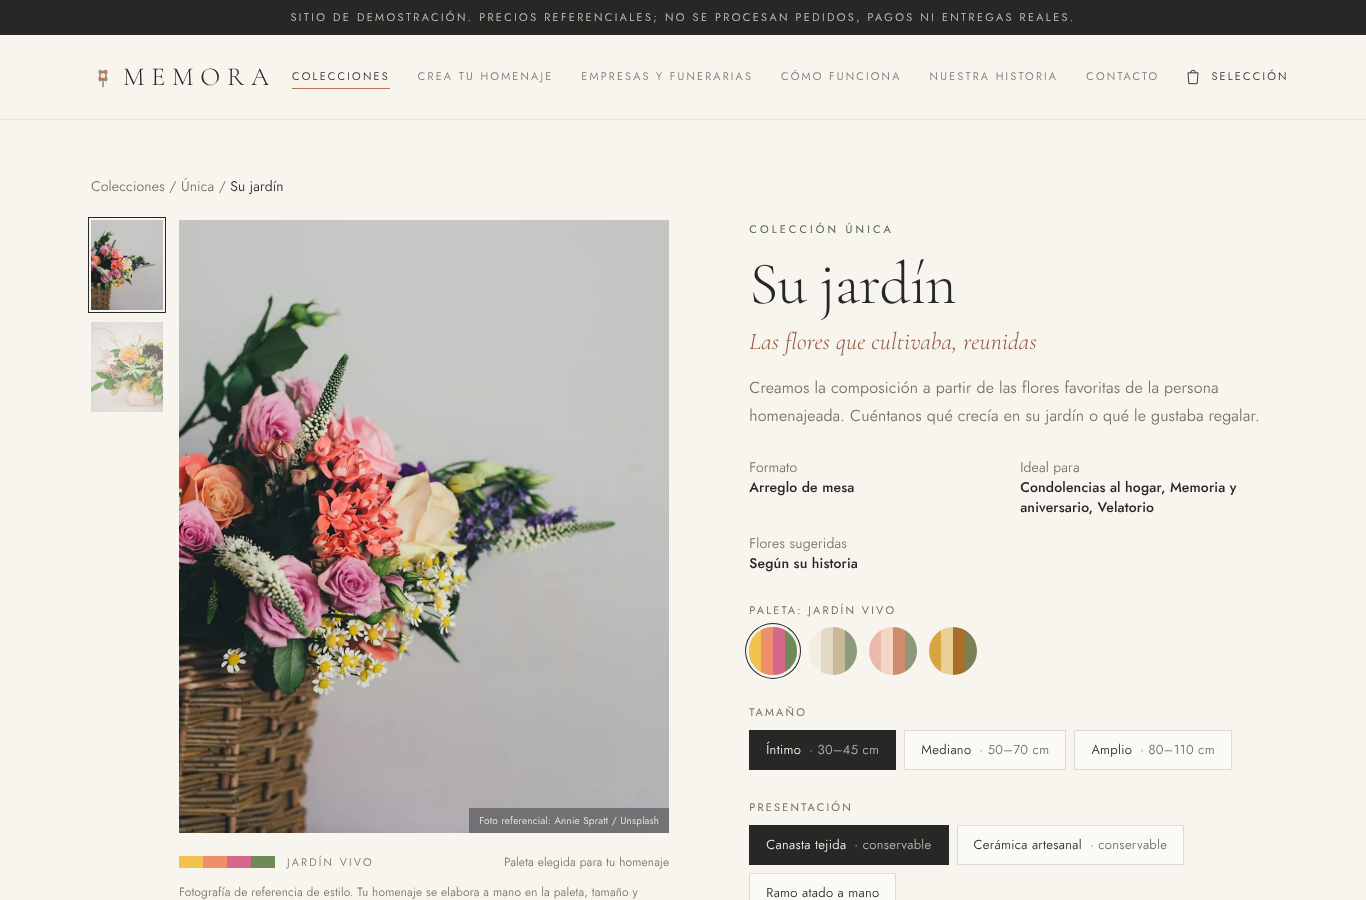 SITIO DE DEMOSTRACIÓN. PRECIOS REFERENCIALES; NO SE PROCESAN PEDIDOS, PAGOS NI ENTREGAS REALES.
MEMORA
COLECCIONES
CREA TU HOMENAJE
EMPRESAS Y FUNERARIAS
CÓMO FUNCIONA
NUESTRA HISTORIA
CONTACTO
SELECCIÓN
Colecciones / Única / Su jardín
COLECCIÓN ÚNICA
Su jardín
Las flores que cultivaba, reunidas
Creamos la composición a partir de las flores favoritas de la persona
homenajeada. Cuéntanos qué crecía en su jardín o qué le gustaba regalar.
Formato
Arreglo de mesa
Ideal para
Condolencias al hogar, Memoria y
aniversario, Velatorio
Flores sugeridas
Según su historia
PALETA: JARDÍN VIVO
TAMAÑO
Íntimo · 30–45 cm
Mediano · 50–70 cm
Amplio · 80–110 cm
PRESENTACIÓN
Canasta tejida · conservable
Cerámica artesanal · conservable
Ramo atado a mano
Foto referencial: Annie Spratt / Unsplash
JARDÍN VIVO
Paleta elegida para tu homenaje
Fotografía de referencia de estilo. Tu homenaje se elabora a mano en la paleta, tamaño y